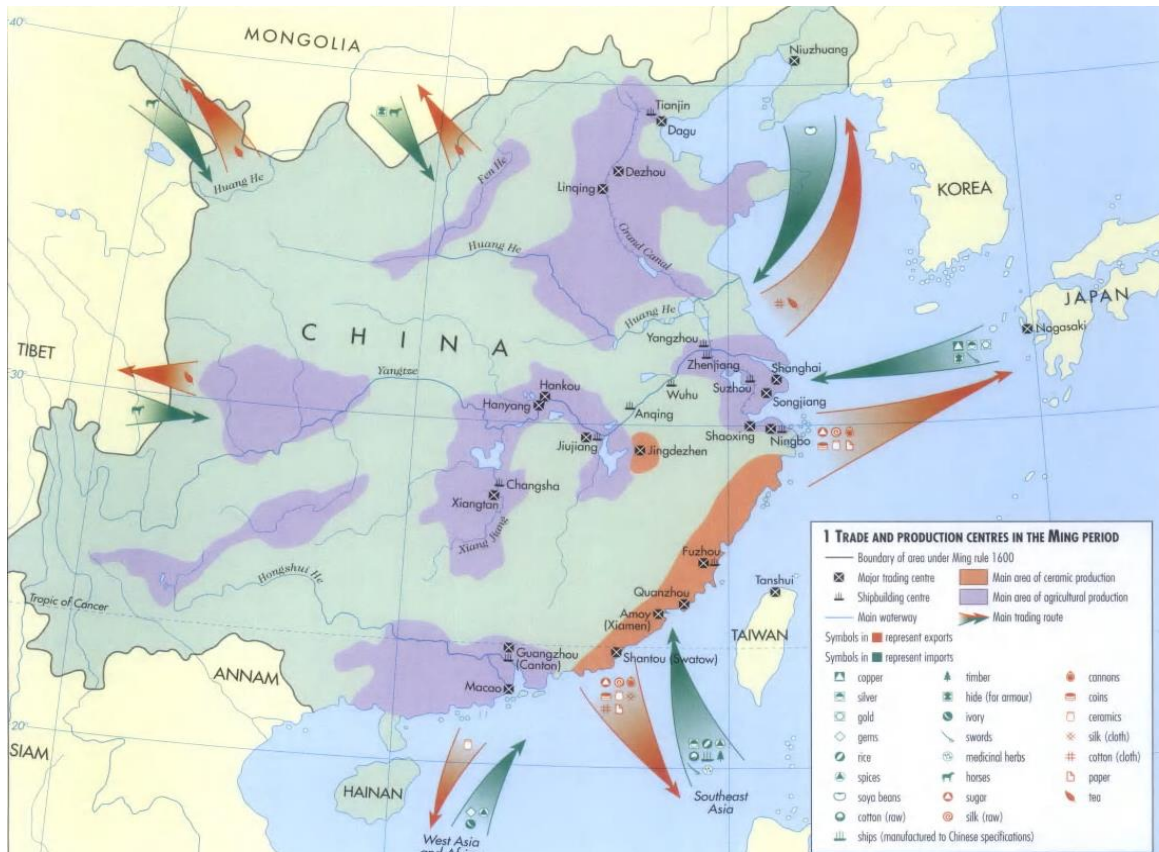 40°
40°
MONGOLIA
Niuzhuang
Tianjin
Dagu
Fen He
Huang He
Dezhou
Linqing
KOREA
Grand Canal
Huang He
JAPAN
CHINA
Huang He
Nagasaki
TIBET
Yangzhou
30°
Yangtse
Zhenjiang
Shanghai
Hankou
Suzhou
Wuhu
Songjiang
Hanyang
Anqing
Shaoxing
Ningbo
Jiujiang
Jingdezhen
Changsha
Xiangtan
Xiang Jiang
Fuzhou
Hongshui He
Tanshui
Quanzhou
Tropic of Cancer
Amoy
(Xiamen)
TAIWAN
Guangzhou
(Canton)
Shantou (Swatow)
ANNAM
Macao
20°
SIAM
HAINAN
Southeast
Asia
West Asia
1 TRADE AND PRODUCTION CENTRES IN THE MING PERIOD
Boundary of area under Ming rule 1600
Major trading centre
Main area of ceramic production
Shipbuilding centre
Main area of agricultural production
Main waterway
Main trading route
Symbols in represent exports
Symbols in represent imports
copper timber cannons
silver hide (for armour) coins
gold ivory ceramics
gems swords silk (cloth)
rice medicinal herbs cotton (cloth)
spices horses paper
soya beans sugar tea
cotton (raw) silk (raw)
ships (manufactured to Chinese specifications)